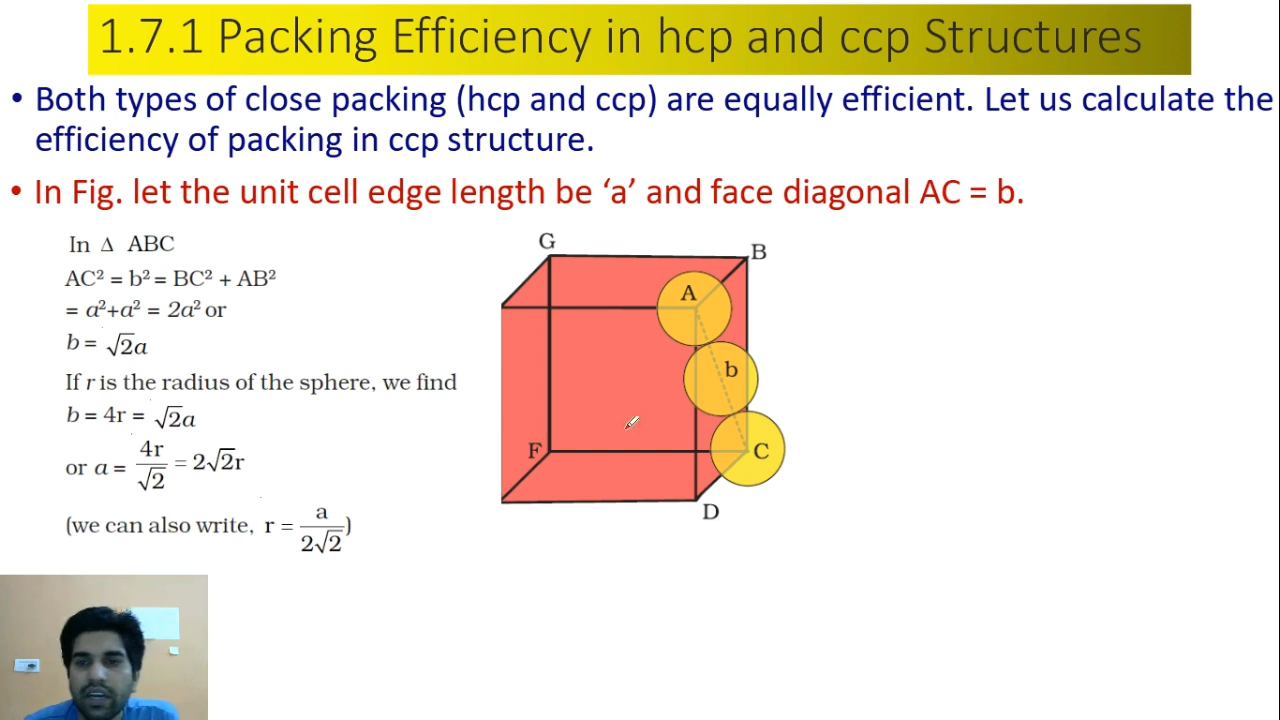 1.7.1 Packing Efficiency in hcp and ccp Structures
• Both types of close packing (hcp and ccp) are equally efficient. Let us calculate the
efficiency of packing in ccp structure.
• In Fig. let the unit cell edge length be ‘a’ and face diagonal AC = b.
In Δ ABC
AC² = b² = BC² + AB²
= a²+a² = 2a² or
b = √2a
If r is the radius of the sphere, we find
b = 4r = √2a
or a = 4r/√2 = 2√2r
(we can also write, r = a/2√2)
G
B
A
b
F
C
D